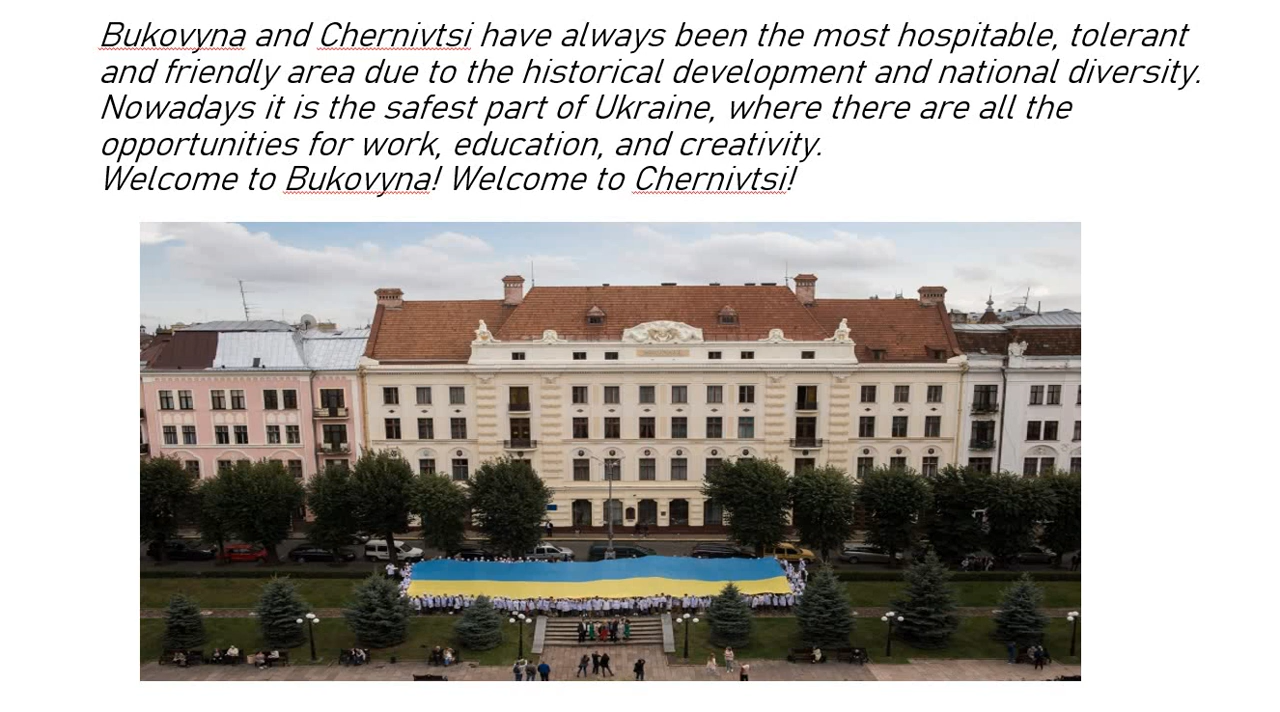 Bukovyna and Chernivtsi have always been the most hospitable, tolerant
and friendly area due to the historical development and national diversity.
Nowadays it is the safest part of Ukraine, where there are all the
opportunities for work, education, and creativity.
Welcome to Bukovyna! Welcome to Chernivtsi!